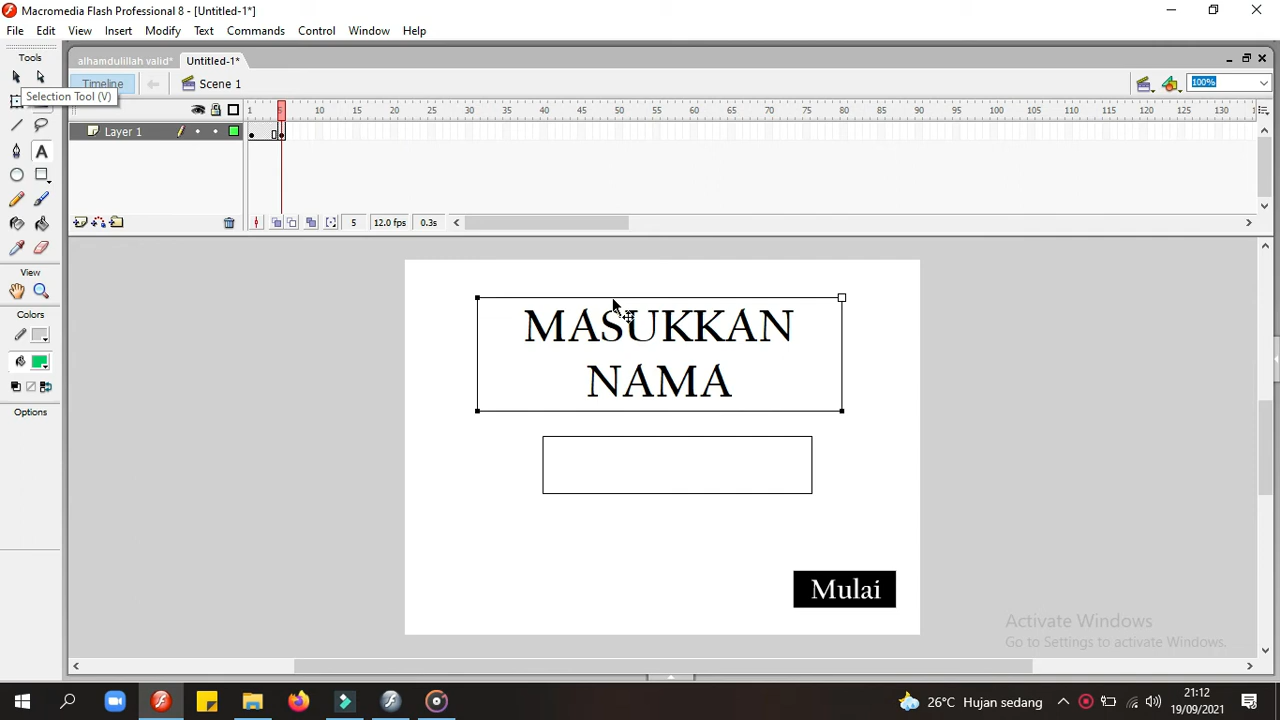 Macromedia Flash Professional 8 - [Untitled-1*]
File Edit View Insert Modify Text Commands Control Window Help
Tools
alhamdulillah valid* Untitled-1*
Timeline Scene 1 100%
Selection Tool (V)
1 5 10 15 20 25 30 35 40 45 50 55 60 65 70 75 80 85 90 95 100 105 110 115 120 125 130
Layer 1
5 12.0 fps 0.3s
View
Colors
Options
MASUKKAN
NAMA
Mulai
Activate Windows
Go to Settings to activate Windows.
26°C Hujan sedang
21:12
19/09/2021